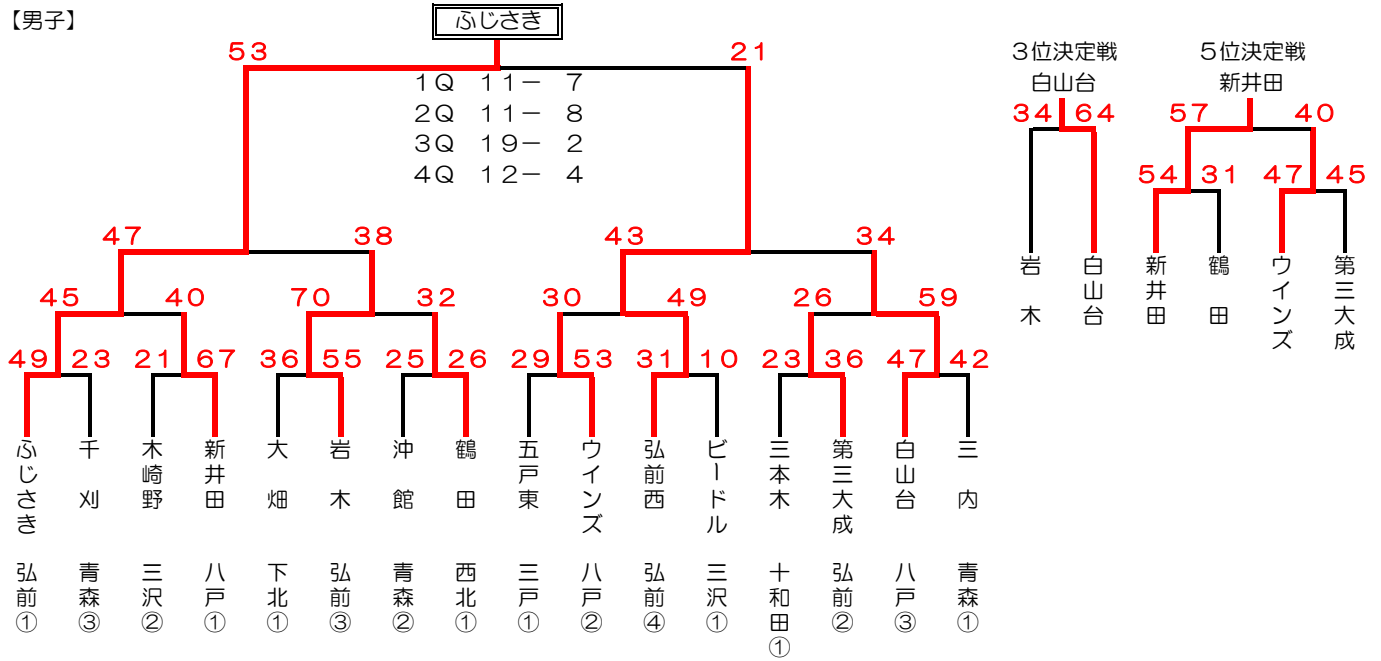 【男子】
ふじさき
53 21
1Q 11− 7
2Q 11− 8
3Q 19− 2
4Q 12− 4
47 38 43 34
45 40 70 32 30 49 26 59
49 23 21 67 36 55 25 26 29 53 31 10 23 36 47 42
ふじさき
千刈
木崎野
新井田
大畑
岩木
沖館
鶴田
五戸東
ウインズ
弘前西
ビードル
三本木
第三大成
白山台
三内
弘前①
青森③
三沢②
八戸①
下北①
弘前③
青森②
西北①
三戸①
八戸②
弘前④
三沢①
十和田①
弘前②
八戸③
青森①
3位決定戦
白山台
34 64
岩木
白山台
5位決定戦
新井田
57 40
54 31 47 45
新井田
鶴田
ウインズ
第三大成